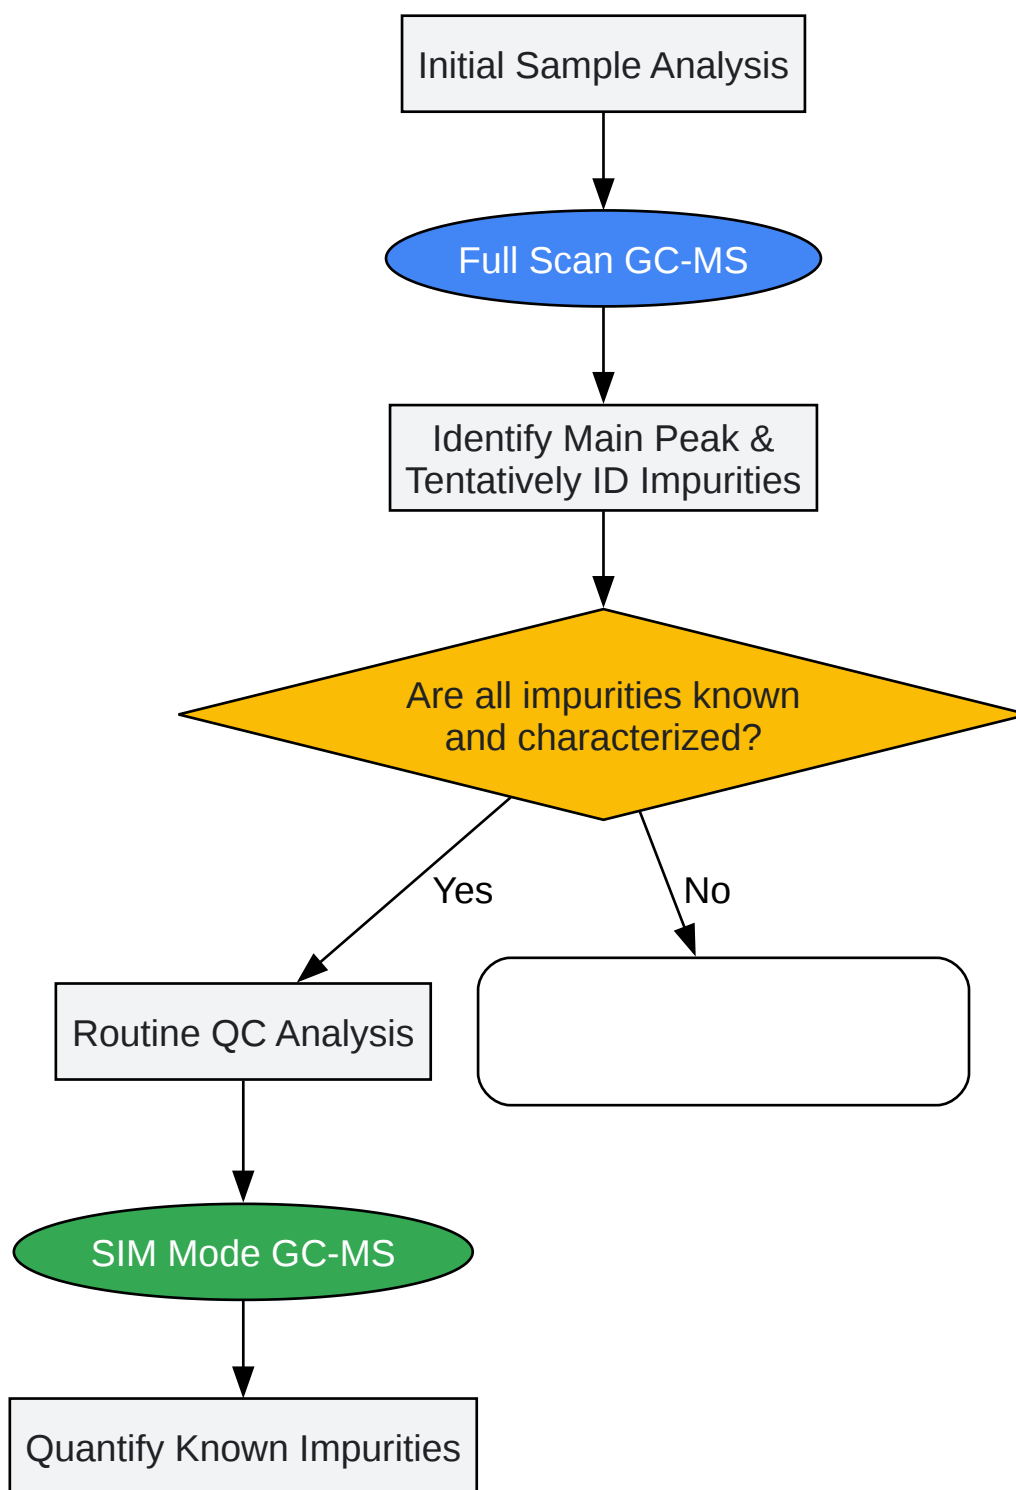 Initial Sample Analysis
Full Scan GC-MS
Identify Main Peak &
Tentatively ID Impurities
Are all impurities known
and characterized?
Yes
No
Routine QC Analysis
SIM Mode GC-MS
Quantify Known Impurities